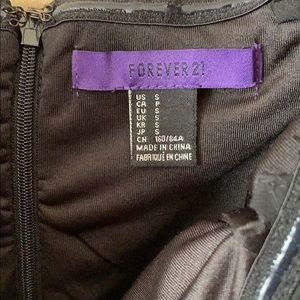 FOREVER 21
US S
CA P
EU S
UK S
KR S
JP S
CN 160/84A
MADE IN CHINA
FABRIQUÉ EN CHINE